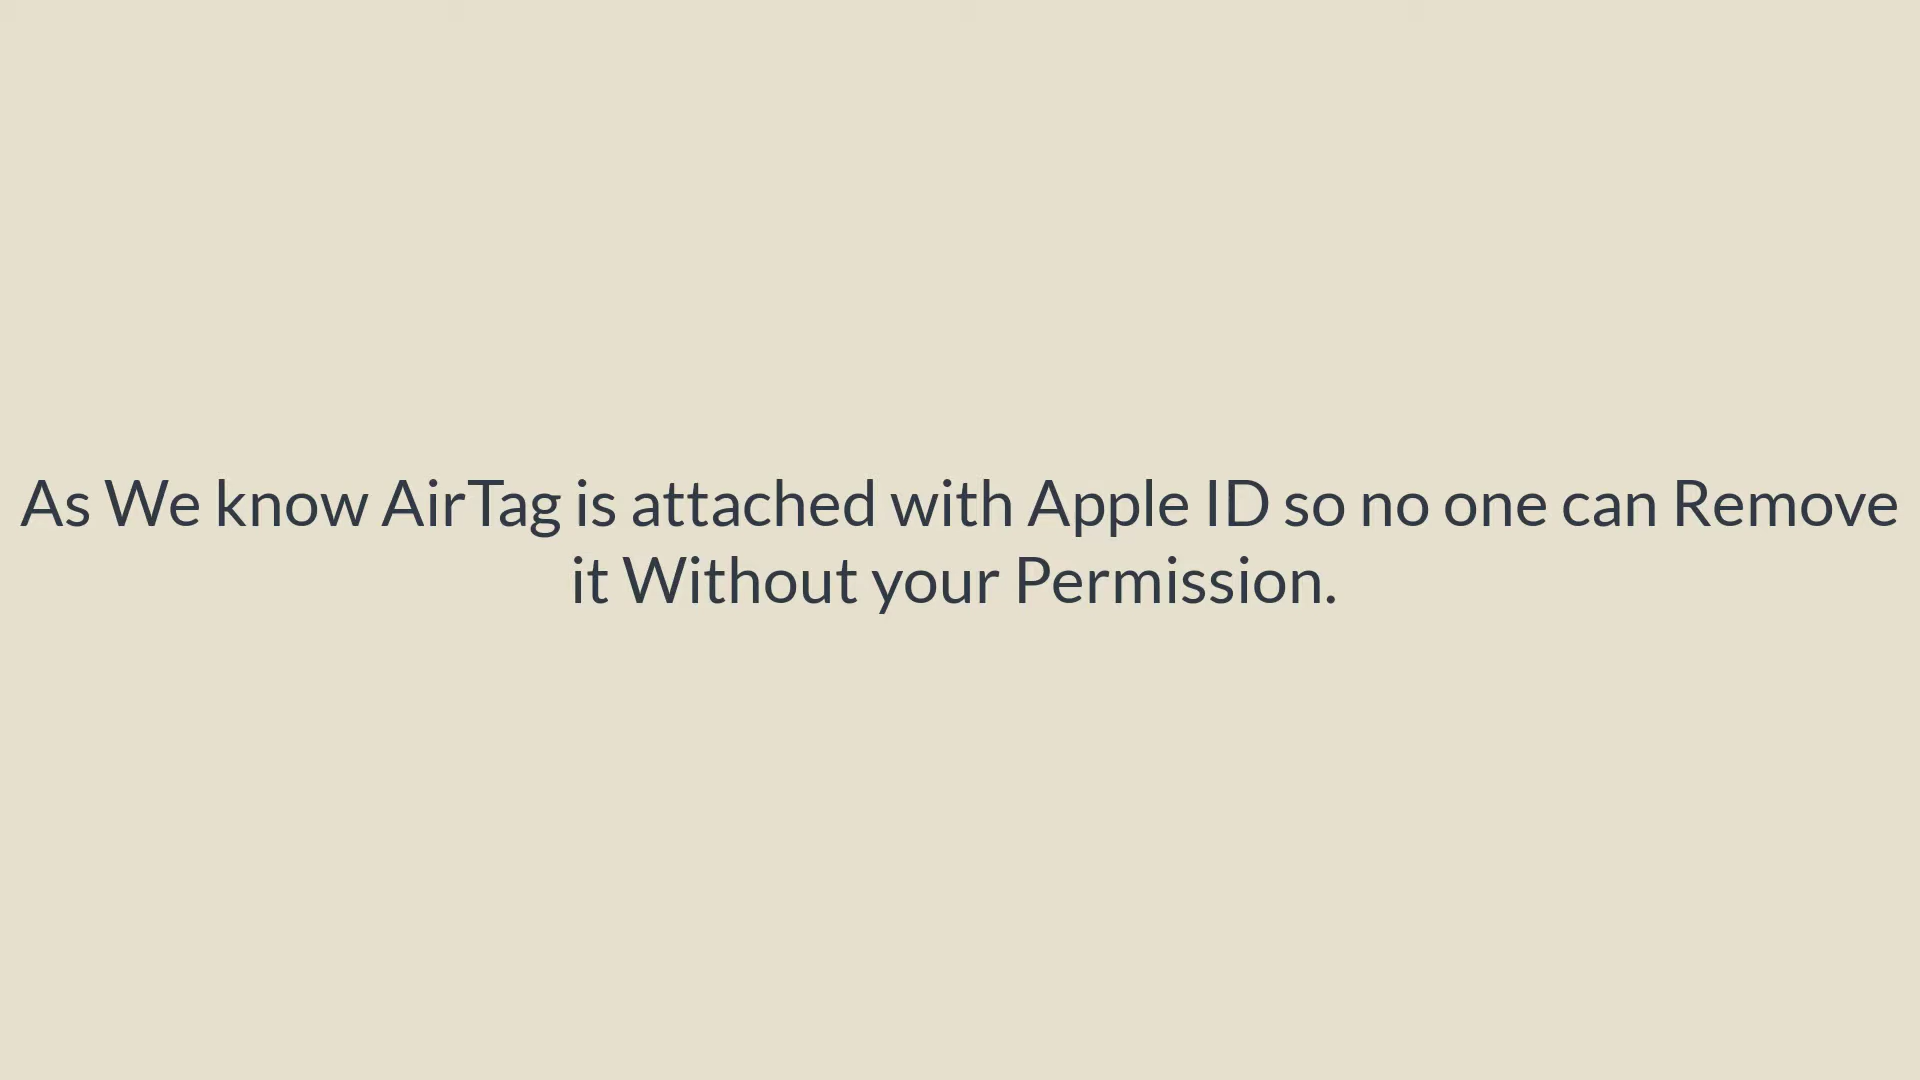 As We know AirTag is attached with Apple ID so no one can Remove
it Without your Permission.